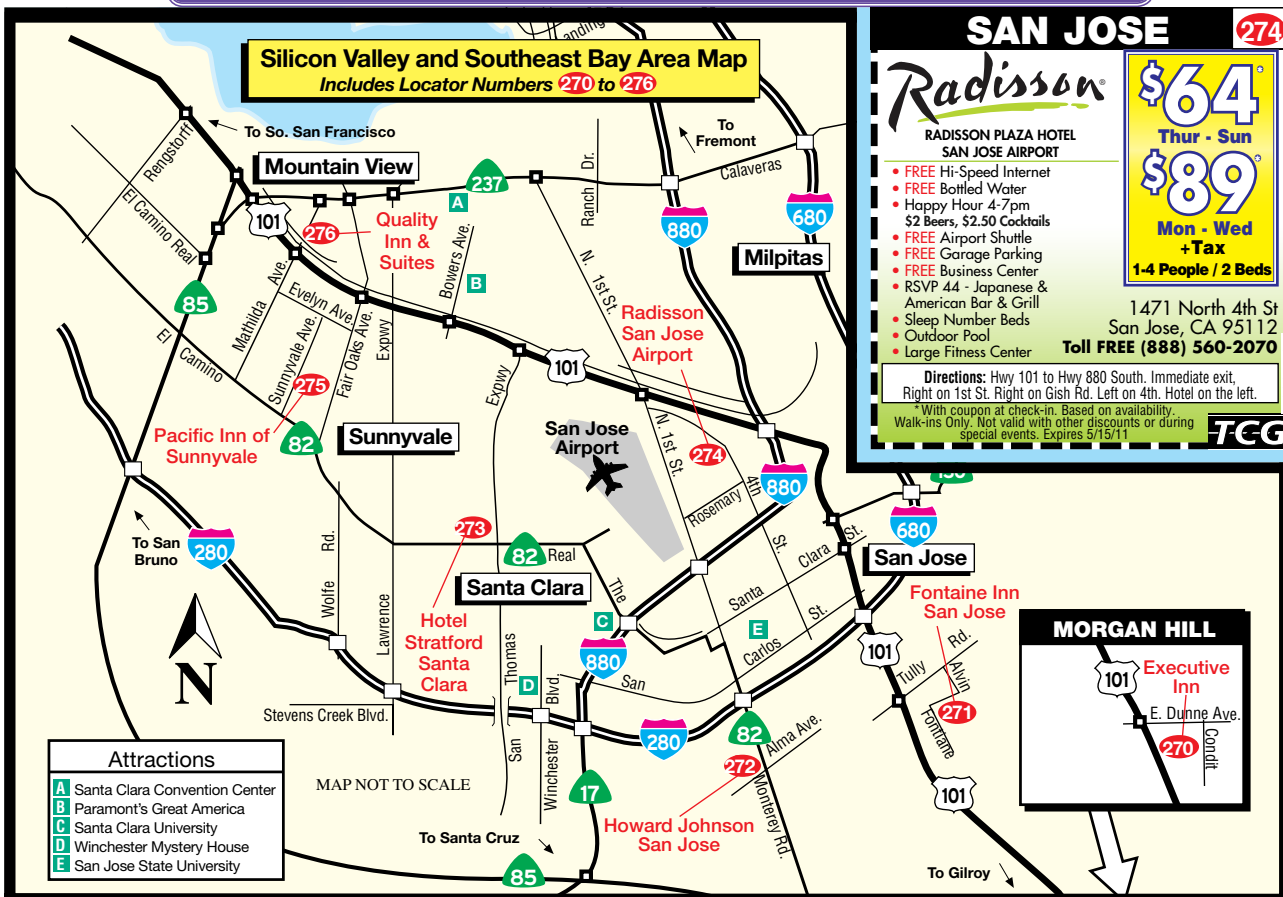 Silicon Valley and Southeast Bay Area Map
Includes Locator Numbers 270 to 276
SAN JOSE 274
Radisson®
RADISSON PLAZA HOTEL
SAN JOSE AIRPORT
• FREE Hi-Speed Internet
• FREE Bottled Water
• Happy Hour 4-7pm
$2 Beers, $2.50 Cocktails
• FREE Airport Shuttle
• FREE Garage Parking
• FREE Business Center
• RSVP 44 - Japanese &
American Bar & Grill
• Sleep Number Beds
• Outdoor Pool
• Large Fitness Center
$64*
Thur - Sun
$89*
Mon - Wed
+Tax
1-4 People / 2 Beds
1471 North 4th St
San Jose, CA 95112
Toll FREE (888) 560-2070
Directions: Hwy 101 to Hwy 880 South. Immediate exit,
Right on 1st St. Right on Gish Rd. Left on 4th. Hotel on the left.
*With coupon at check-in. Based on availability.
Walk-ins Only. Not valid with other discounts or during
special events. Expires 5/15/11
TCG
To So. San Francisco
To
Fremont
Calaveras
Rengstorff
Mountain View
237
Ranch Dr.
A
El Camino Real
101
276
Quality
Inn &
Suites
880
680
Milpitas
Bowers Ave.
B
N. 1st St.
85
Mathilda Ave.
Evelyn Ave.
Sunnyvale Ave.
Fair Oaks Ave.
Expwy
El Camino
Radisson
San Jose
Airport
101
Expwy
275
Pacific Inn of
Sunnyvale
82
Sunnyvale
San Jose
Airport
N. 1st St.
274
4th St.
880
Rosemary
To San
Bruno
280
Wolfe Rd.
Lawrence
273
82
Real
Santa Clara
The
Santa Clara St.
680
San Jose
Hotel
Stratford
Santa
Clara
C
880
E
San Carlos St.
Fontaine Inn
San Jose
101
Tully Rd.
Alvin
271
Fontiane
N
Stevens Creek Blvd.
San Thomas
D
Winchester Blvd.
280
82
Alma Ave.
272
Monterey Rd.
Howard Johnson
San Jose
17
101
MAP NOT TO SCALE
To Santa Cruz
85
To Gilroy
MORGAN HILL
101
Executive
Inn
E. Dunne Ave.
270
Condit
Attractions
A Santa Clara Convention Center
B Paramont's Great America
C Santa Clara University
D Winchester Mystery House
E San Jose State University